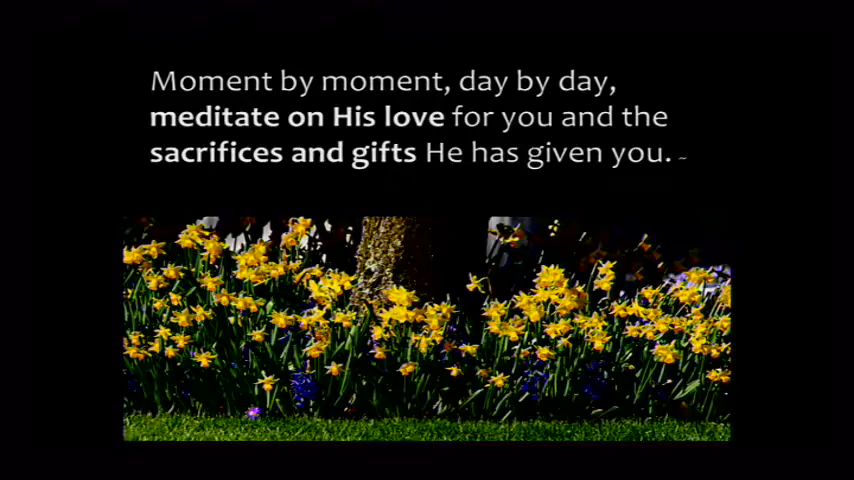 Moment by moment, day by day,
meditate on His love for you and the
sacrifices and gifts He has given you. ~